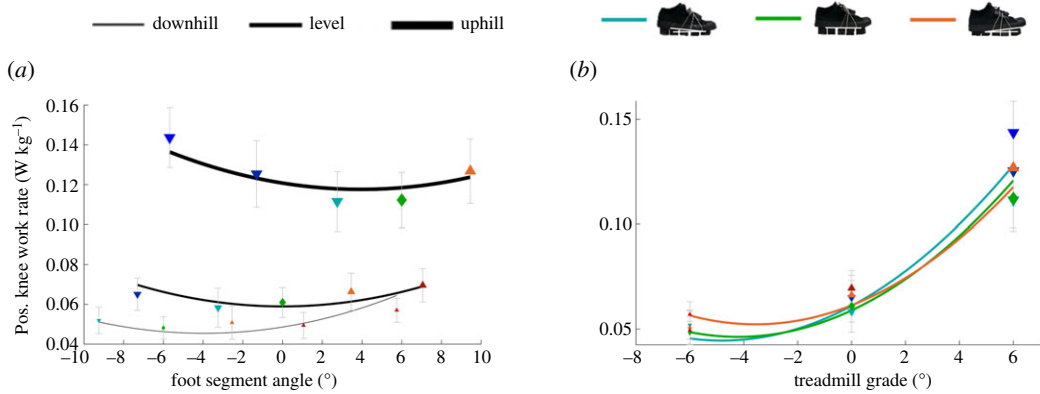 downhill level uphill
(a) (b)
0.16
0.14
0.12
0.10
0.08
0.06
0.04
Pos. knee work rate (W kg⁻¹)
−10 −8 −6 −4 −2 0 2 4 6 8 10
foot segment angle (°)
0.15
0.10
0.05
−8 −6 −4 −2 0 2 4 6
treadmill grade (°)